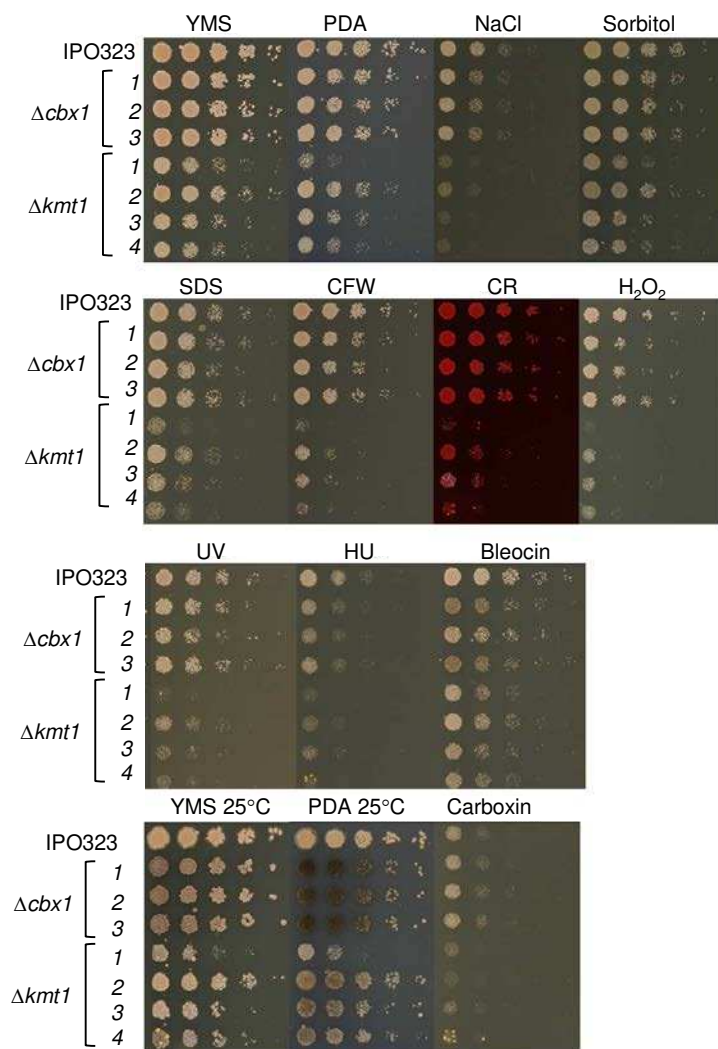 YMS PDA NaCl Sorbitol
IPO323
Δcbx1
1
2
3
Δkmt1
1
2
3
4
SDS CFW CR H₂O₂
IPO323
Δcbx1
1
2
3
Δkmt1
1
2
3
4
UV HU Bleocin
IPO323
Δcbx1
1
2
3
Δkmt1
1
2
3
4
YMS 25°C PDA 25°C Carboxin
IPO323
Δcbx1
1
2
3
Δkmt1
1
2
3
4